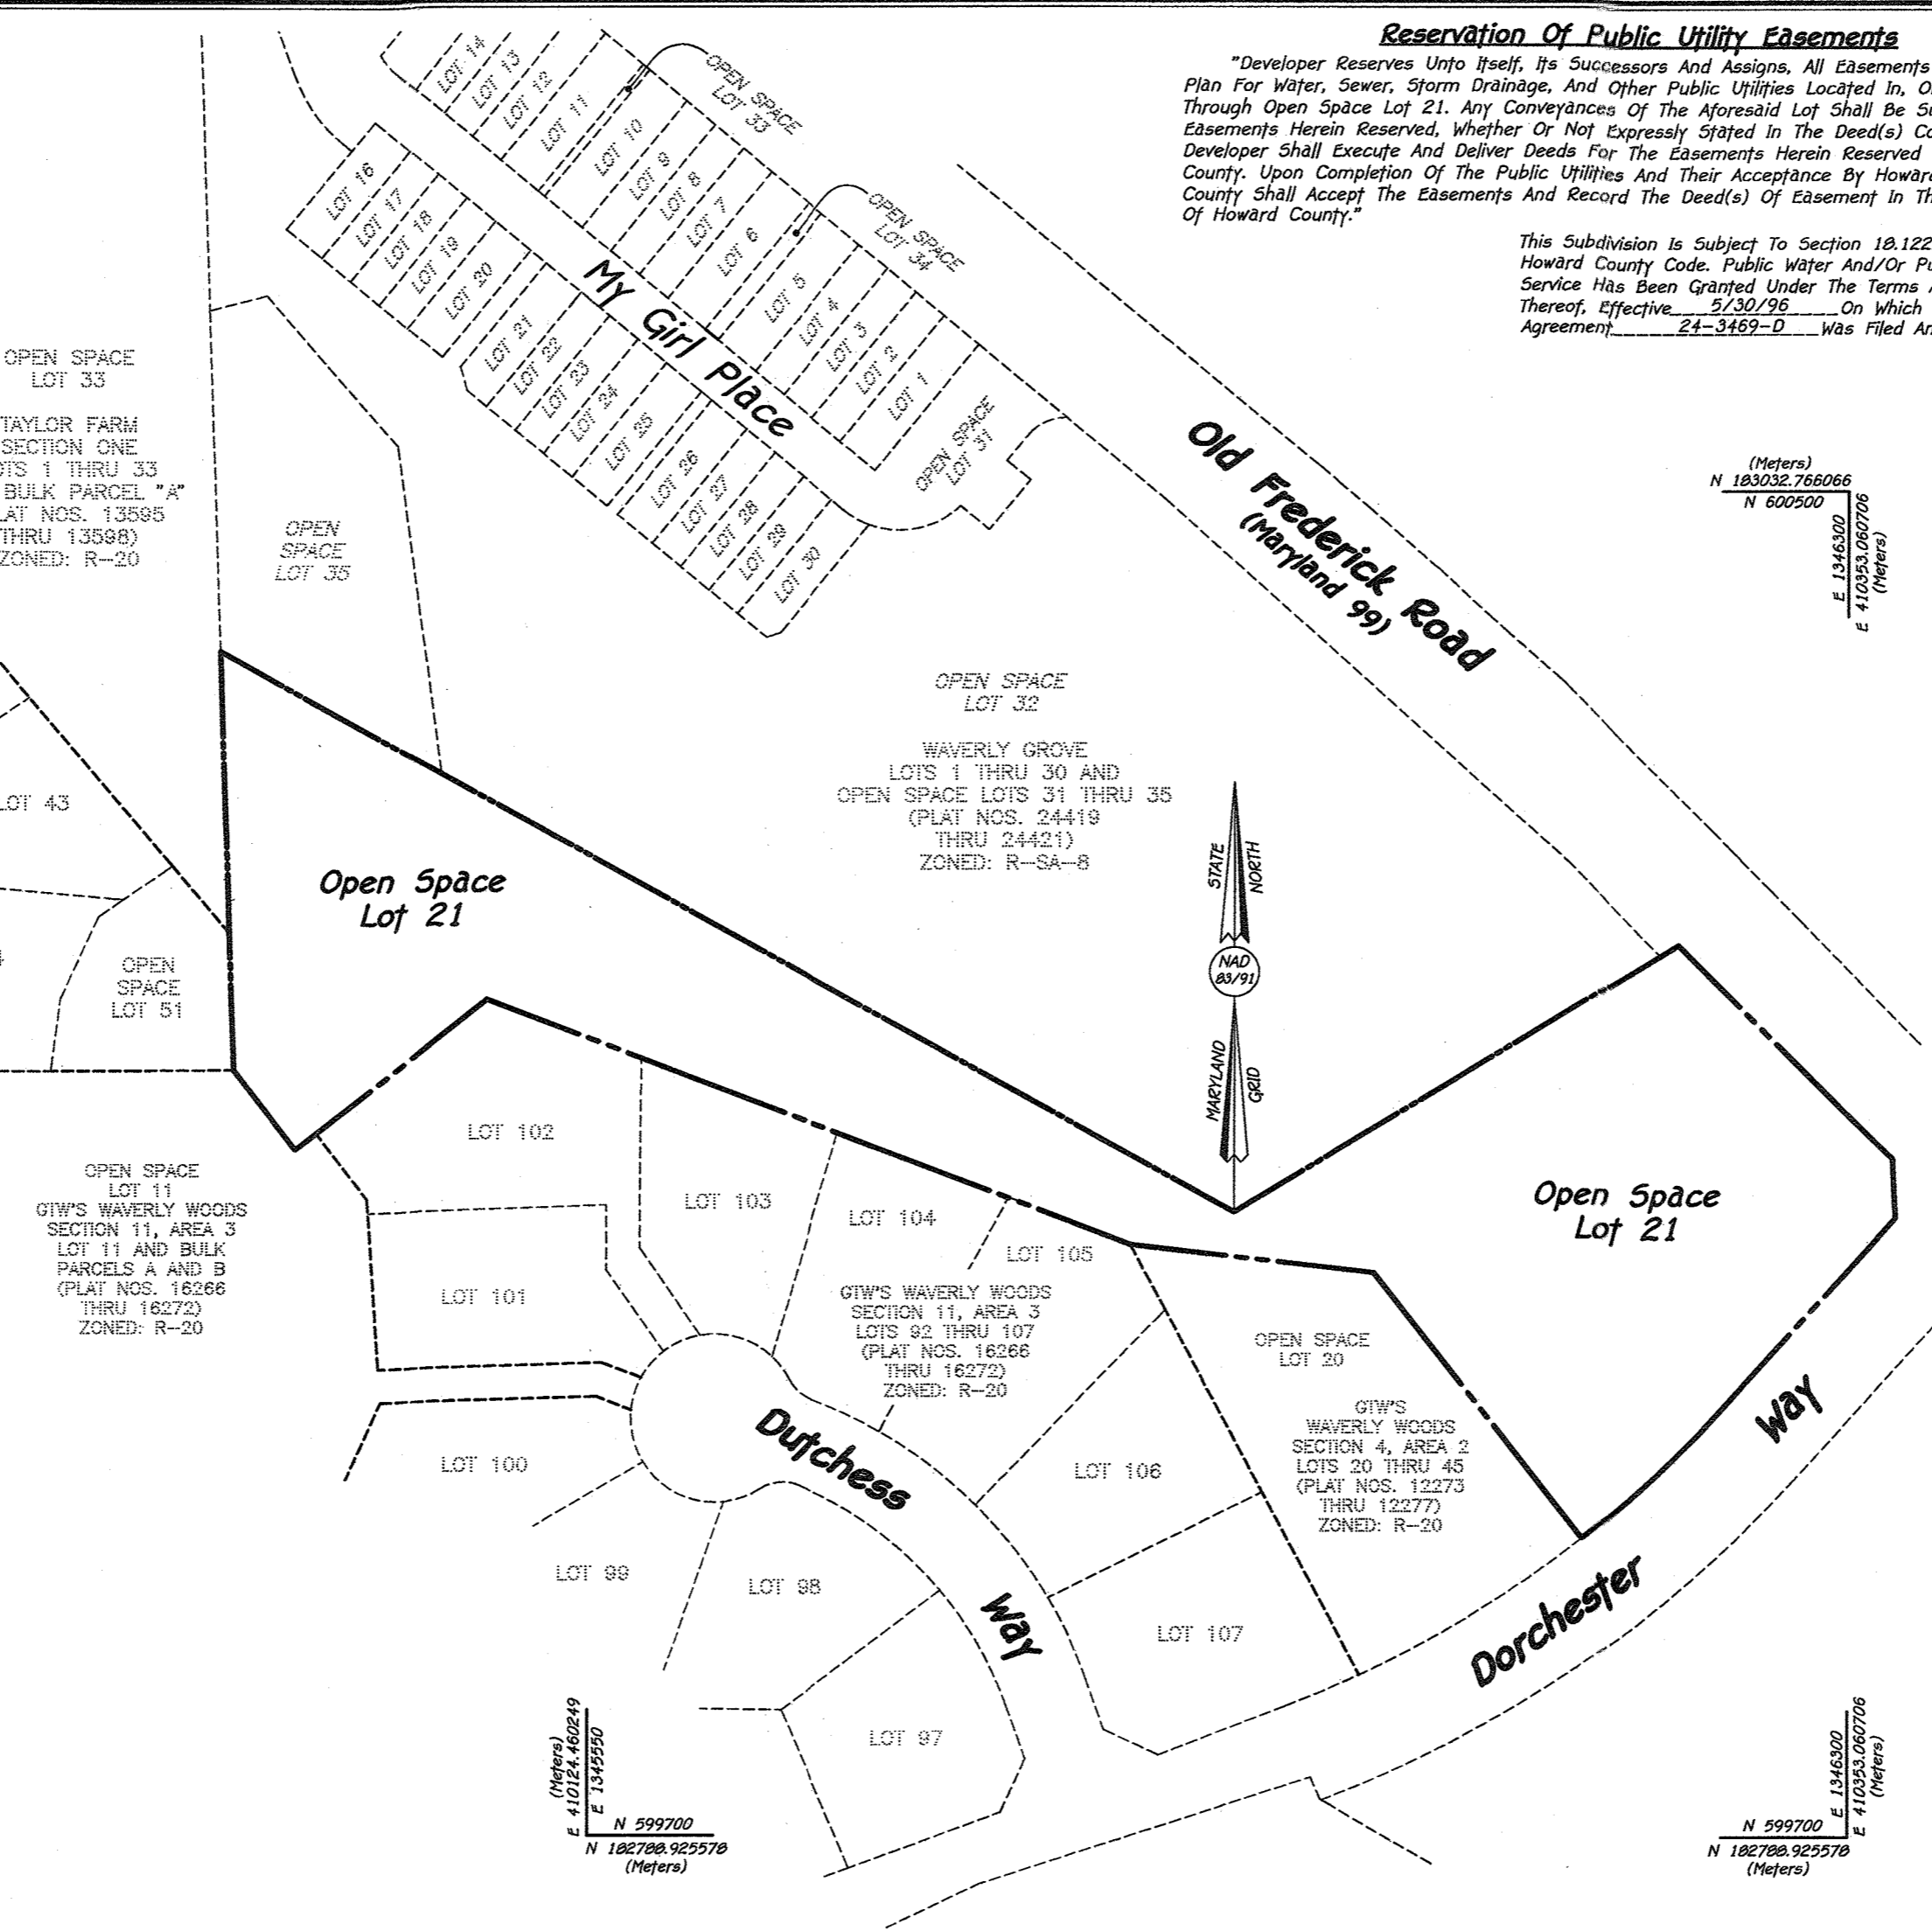 Reservation Of Public Utility Easements
"Developer Reserves Unto Itself, Its Successors And Assigns, All Easements
Plan For Water, Sewer, Storm Drainage, And Other Public Utilities Located In,
Through Open Space Lot 21. Any Conveyances Of The Aforesaid Lot Shall Be
Easements Herein Reserved, Whether Or Not Expressly Stated In The Deed(s)
Developer Shall Execute And Deliver Deeds For The Easements Herein Reserved
County. Upon Completion Of The Public Utilities And Their Acceptance By
County Shall Accept The Easements And Record The Deed(s) Of Easement In
Of Howard County."
This Subdivision Is Subject To Section 18.122
Howard County Code. Public Water And/Or
Service Has Been Granted Under The Terms
Thereof, Effective 5/30/96 On Which
Agreement 24-3469-D Was Filed
LOT 14
LOT 13
LOT 12
LOT 11
OPEN SPACE
LOT 33
LOT 10
LOT 9
LOT 8
LOT 7
LOT 6
OPEN SPACE
LOT 34
LOT 5
LOT 4
LOT 3
LOT 2
LOT 1
OPEN SPACE
LOT 31
LOT 16
LOT 17
LOT 18
LOT 19
LOT 20
LOT 21
LOT 22
LOT 23
LOT 24
LOT 25
LOT 26
LOT 27
LOT 28
LOT 29
LOT 30
My Girl Place
Old Frederick Road
(Maryland 99)
(Meters)
N 183032.766066
N 600500
E 1346300
E 410353.060706
(Meters)
OPEN SPACE
LOT 33
TAYLOR FARM
SECTION ONE
LOTS 1 THRU 33
BULK PARCEL "A"
PLAT NOS. 13595
THRU 13598)
ZONED: R-20
OPEN
SPACE
LOT 35
OPEN SPACE
LOT 32
WAVERLY GROVE
LOTS 1 THRU 30 AND
OPEN SPACE LOTS 31 THRU 35
(PLAT NOS. 24419
THRU 24421)
ZONED: R-SA-8
LOT 43
Open Space
Lot 21
OPEN
SPACE
LOT 51
STATE
NORTH
NAD
83/91
MARYLAND
GRID
Open Space
Lot 21
OPEN SPACE
LOT 11
GTW'S WAVERLY WOODS
SECTION 11, AREA 3
LOT 11 AND BULK
PARCELS A AND B
(PLAT NOS. 16266
THRU 16272)
ZONED: R-20
LOT 102
LOT 103
LOT 104
LOT 105
LOT 101
GTW'S WAVERLY WOODS
SECTION 11, AREA 3
LOTS 92 THRU 107
(PLAT NOS. 16266
THRU 16272)
ZONED: R-20
OPEN SPACE
LOT 20
GTW'S
WAVERLY WOODS
SECTION 4, AREA 2
LOTS 20 THRU 45
(PLAT NOS. 12273
THRU 12277)
ZONED: R-20
LOT 100
LOT 106
LOT 99
LOT 98
LOT 107
LOT 97
Dutchess Way
Dorchester Way
(Meters)
E 410124.460249
E 1345550
N 599700
N 182788.925578
(Meters)
E 1346300
E 410353.060706
(Meters)
N 599700
N 182788.925578
(Meters)